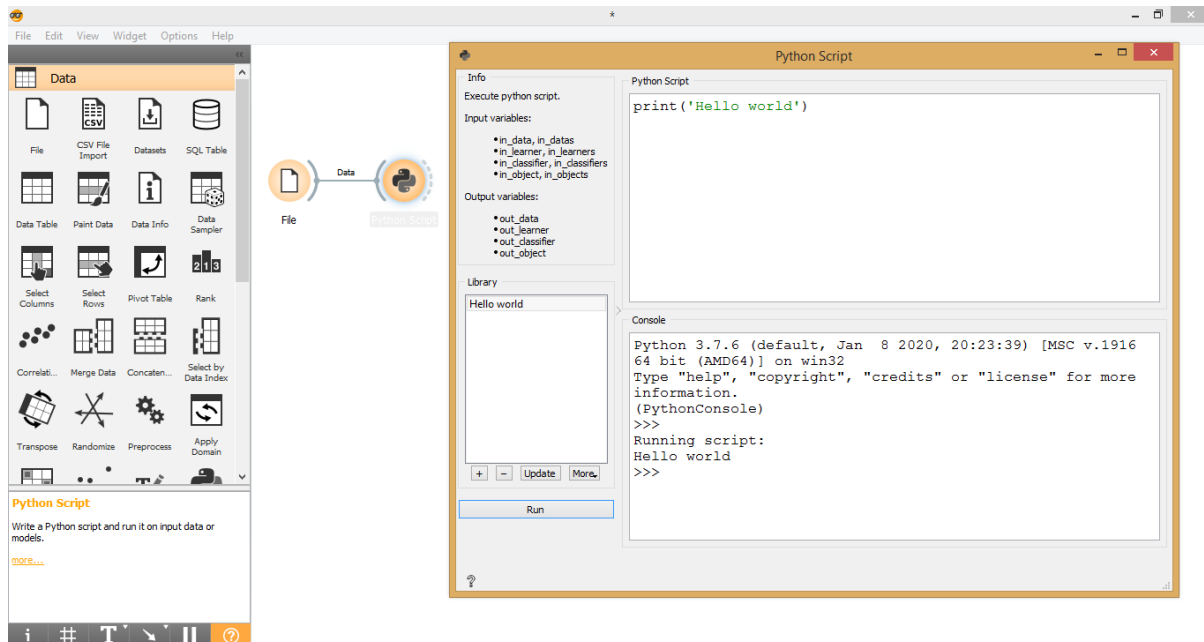 *
File Edit View Widget Options Help
Data
File
CSV File
Import
Datasets
SQL Table
Data Table
Paint Data
Data Info
Data
Sampler
Select
Columns
Select
Rows
Pivot Table
Rank
Correlati...
Merge Data
Concaten...
Select by
Data Index
Transpose
Randomize
Preprocess
Apply
Domain
Python Script
Write a Python script and run it on input data or
models.
more...
File
Data
Python Script
Python Script
Info
Execute python script.
Input variables:
•in_data, in_datas
•in_learner, in_learners
•in_classifier, in_classifiers
•in_object, in_objects
Output variables:
•out_data
•out_learner
•out_classifier
•out_object
Library
Hello world
+ − Update More
Run
?
Python Script
print('Hello world')
Console
Python 3.7.6 (default, Jan  8 2020, 20:23:39) [MSC v.1916
64 bit (AMD64)] on win32
Type "help", "copyright", "credits" or "license" for more
information.
(PythonConsole)
>>>
Running script:
Hello world
>>>